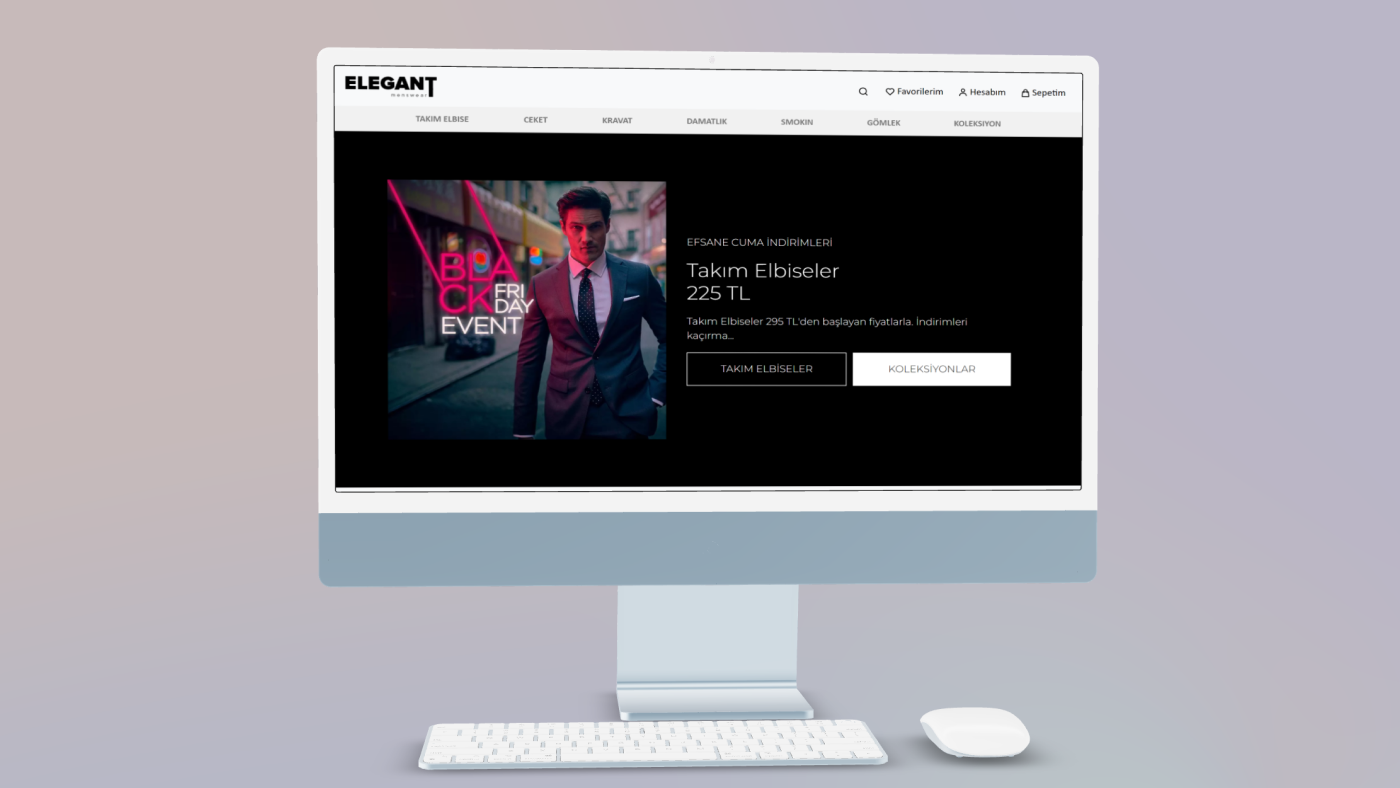 ELEGANT
menswear
Favorilerim
Hesabım
Sepetim
TAKIM ELBISE
CEKET
KRAVAT
DAMATLIK
SMOKIN
GÖMLEK
KOLEKSIYON
BLA
CK
FRI
DAY
EVENT
EFSANE CUMA İNDİRİMLERİ
Takım Elbiseler
225 TL
Takım Elbiseler 295 TL'den başlayan fiyatlarla. İndirimleri
kaçırma...
TAKIM ELBİSELER
KOLEKSİYONLAR